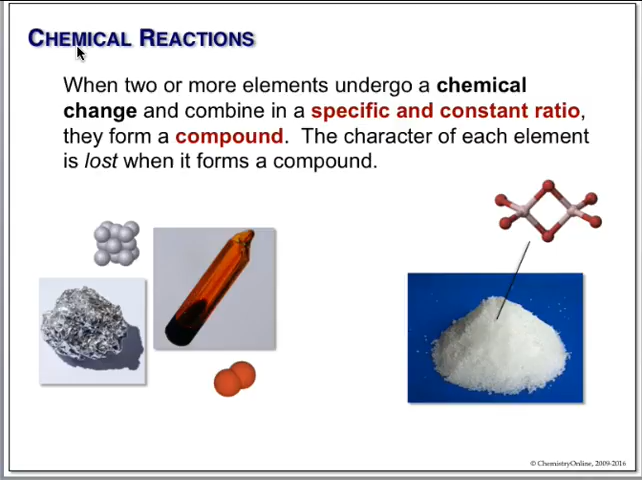 CHEMICAL REACTIONS
When two or more elements undergo a chemical
change and combine in a specific and constant ratio,
they form a compound. The character of each element
is lost when it forms a compound.
© ChemistryOnline, 2009-2016